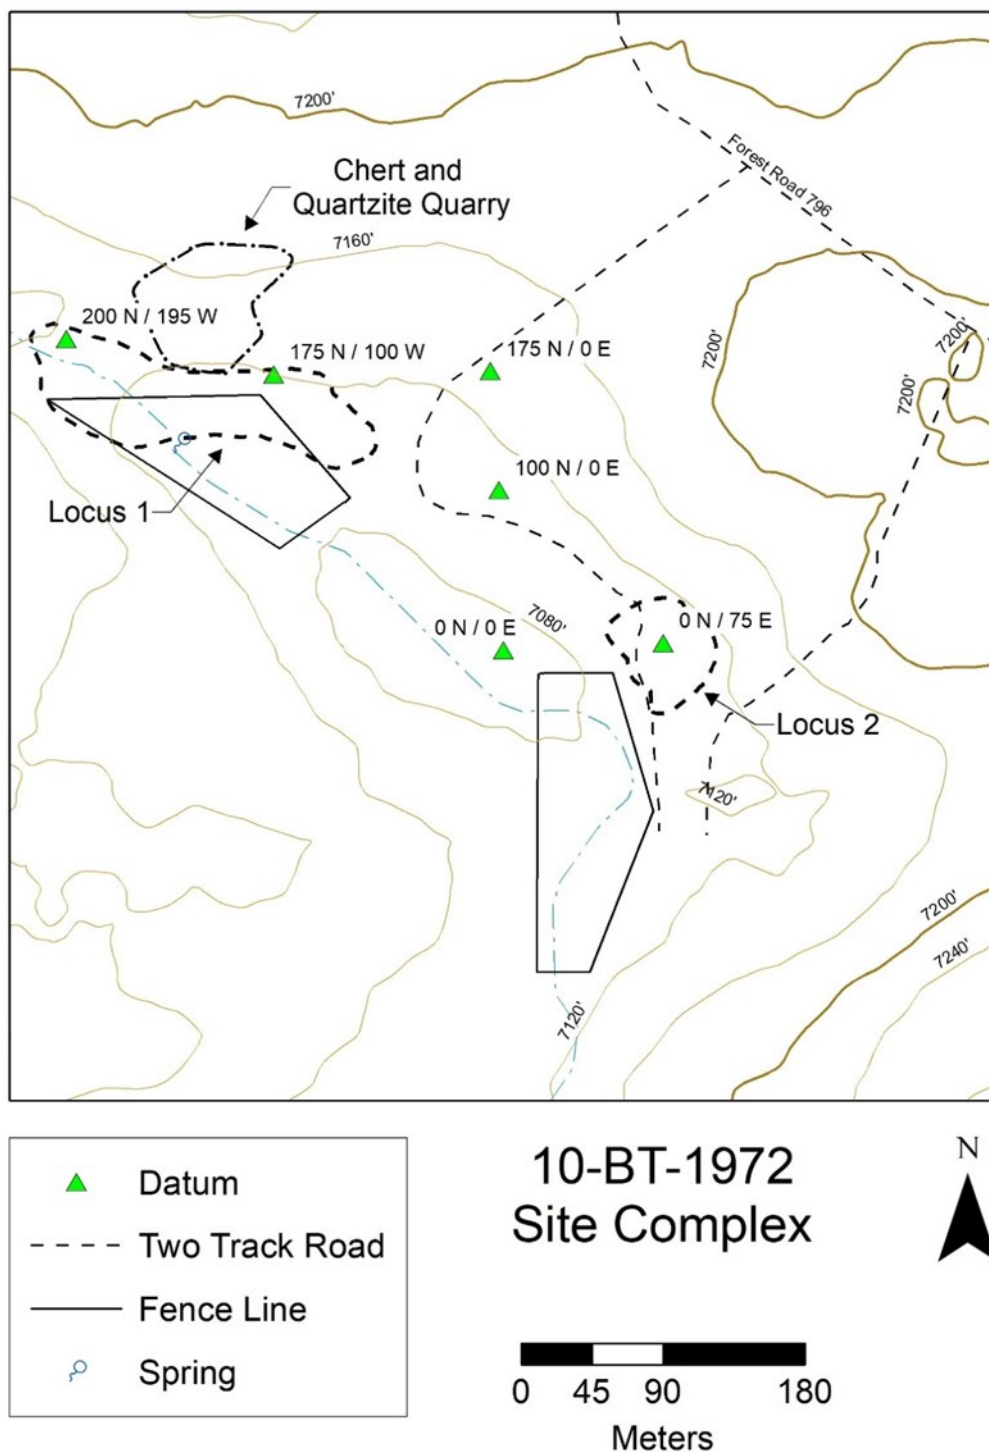 7200'
Forest Road 796
Chert and
Quartzite Quarry
7160'
200 N / 195 W
175 N / 100 W
175 N / 0 E
7200'
7200'
7200'
100 N / 0 E
Locus 1
0 N / 0 E
7080'
0 N / 75 E
Locus 2
7120'
7200'
7240'
7120'
Datum
Two Track Road
Fence Line
Spring
10-BT-1972
Site Complex
N
0 45 90 180
Meters